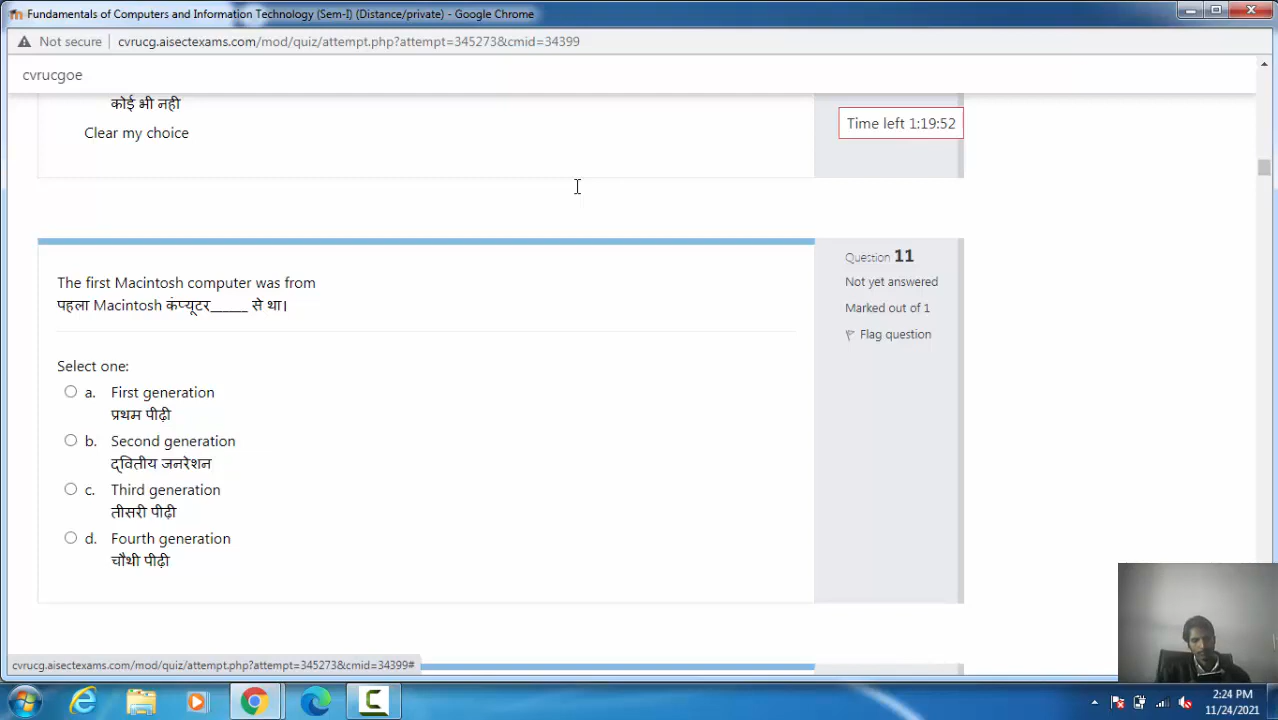 Fundamentals of Computers and Information Technology (Sem-I) (Distance/private) - Google Chrome
Not secure | cvrucg.aisectexams.com/mod/quiz/attempt.php?attempt=345273&cmid=34399
cvrucgoe
कोई भी नही
Clear my choice
Time left 1:19:52
The first Macintosh computer was from
पहला Macintosh कंप्यूटर______ से था।
Question 11
Not yet answered
Marked out of 1
Flag question
Select one:
a. First generation
प्रथम पीढ़ी
b. Second generation
द्वितीय जनरेशन
c. Third generation
तीसरी पीढ़ी
d. Fourth generation
चौथी पीढ़ी
cvrucg.aisectexams.com/mod/quiz/attempt.php?attempt=345273&cmid=34399#
2:24 PM
11/24/2021